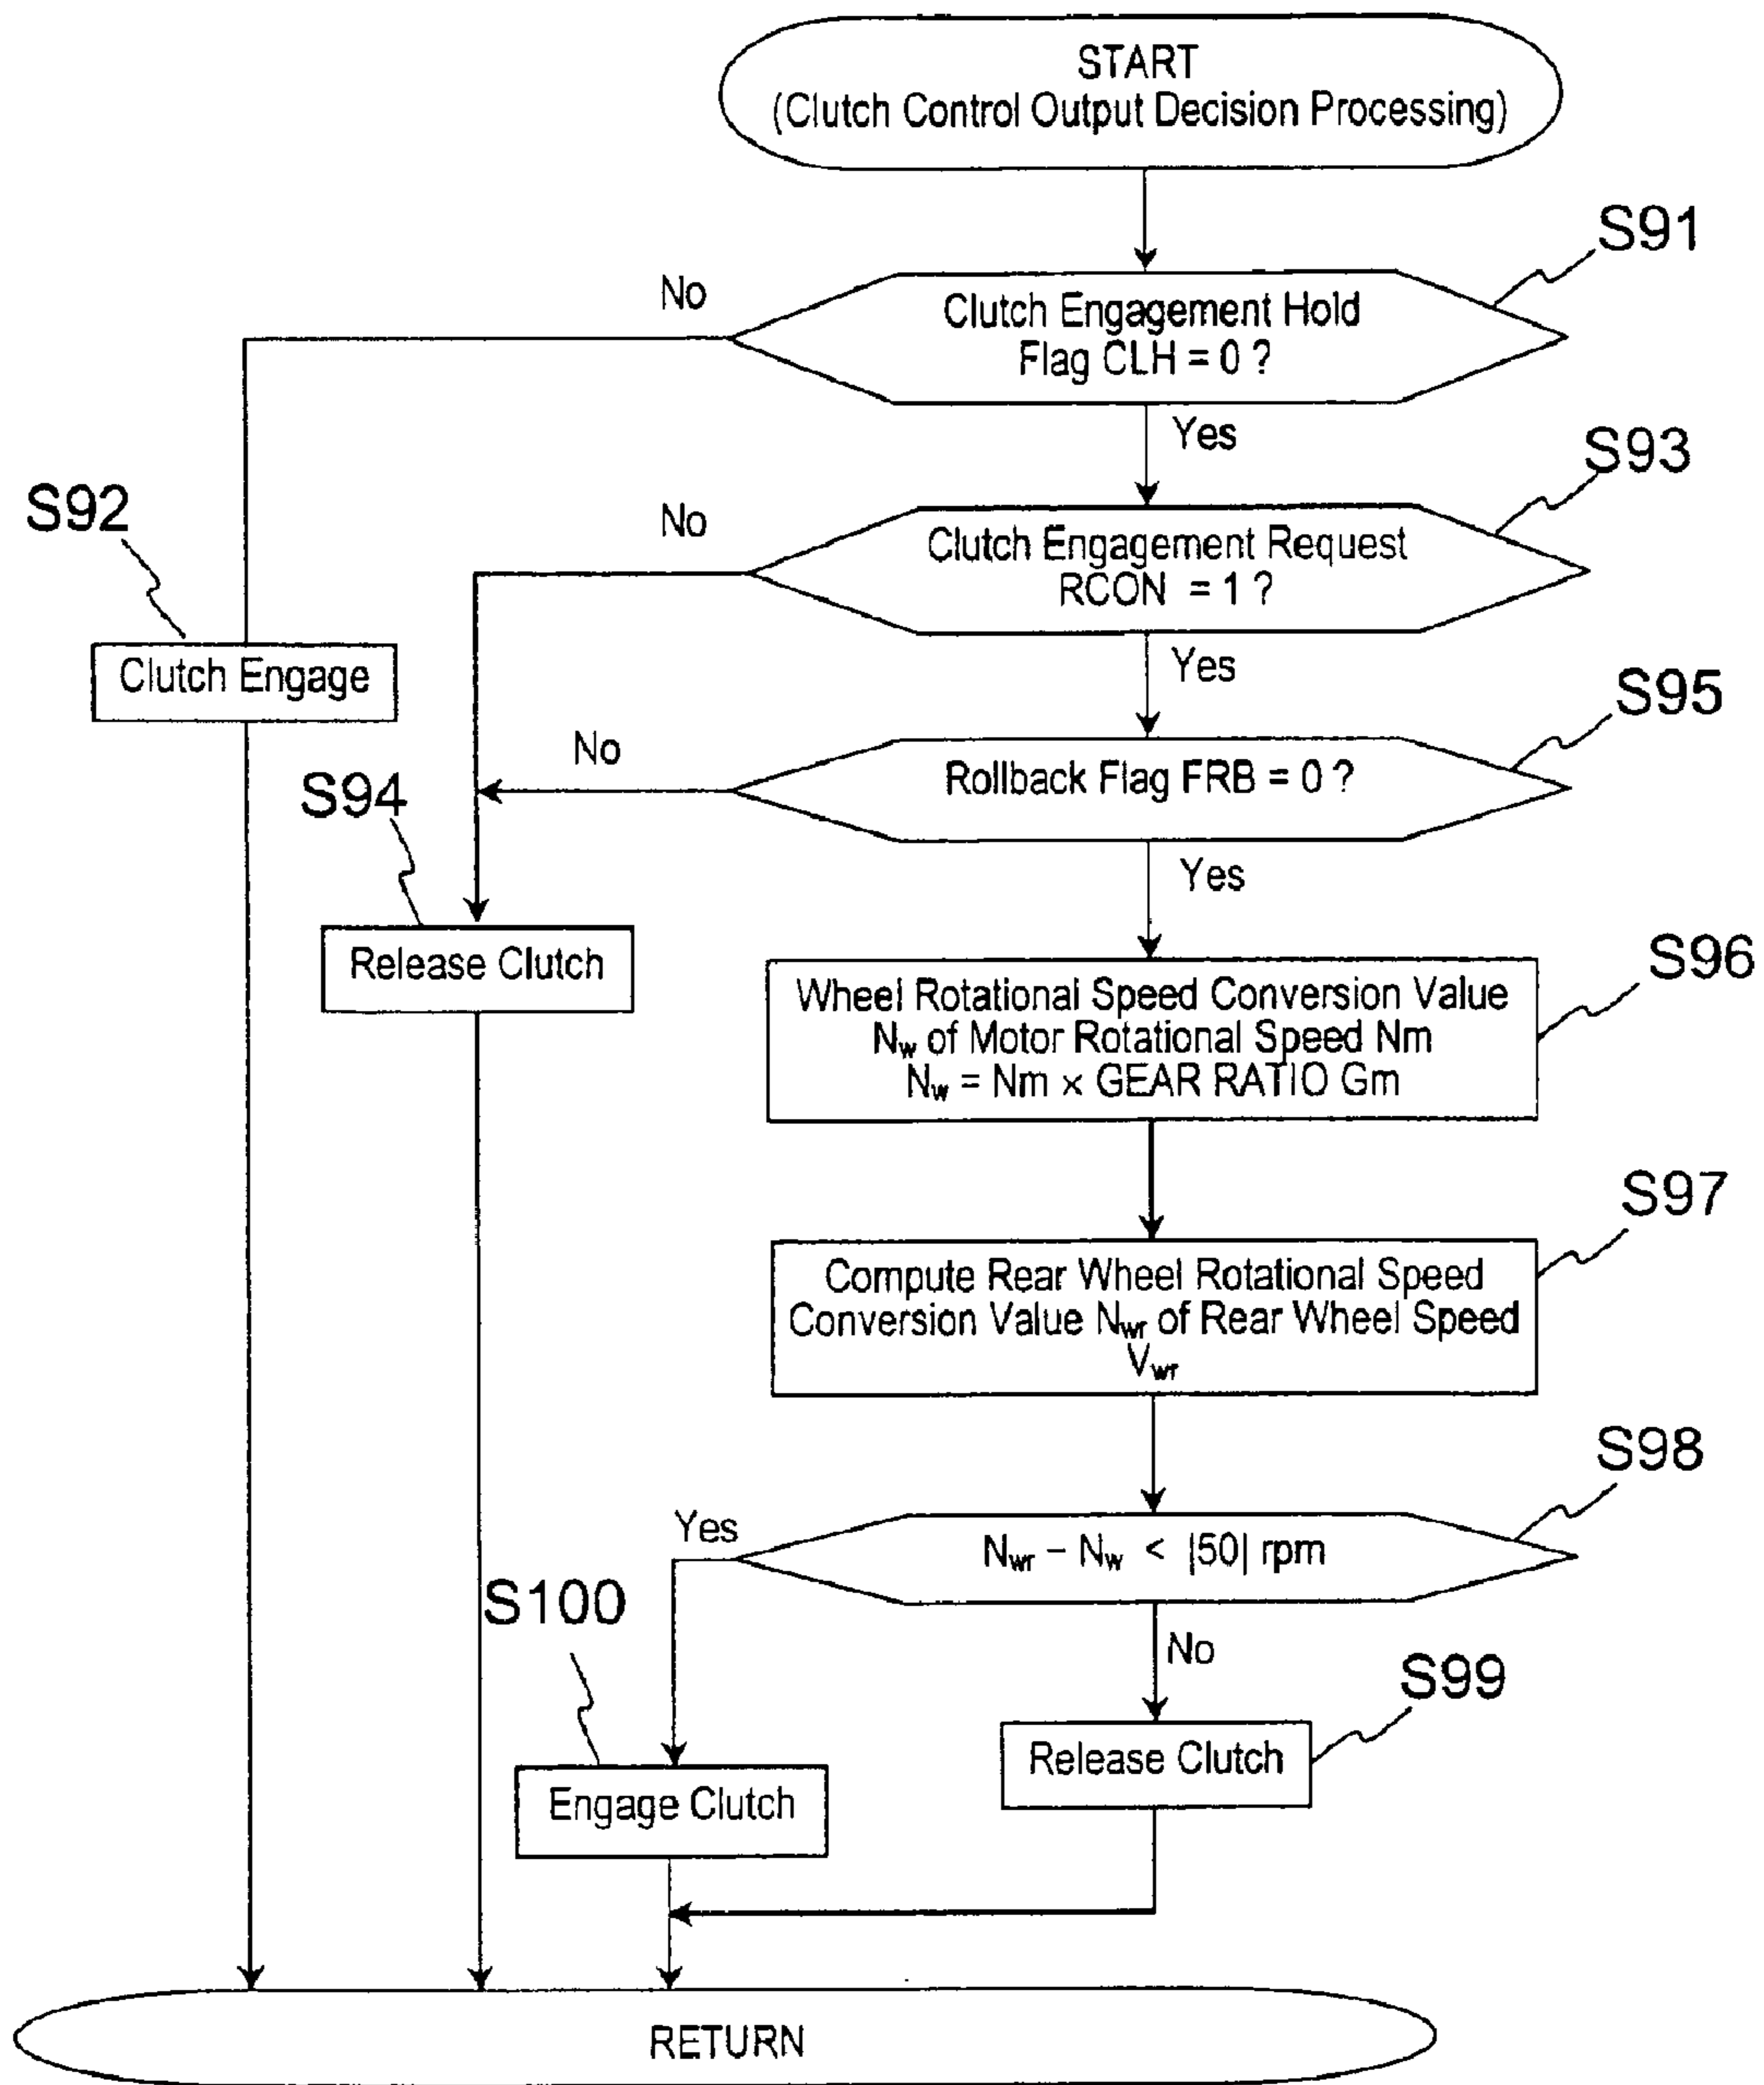 START
(Clutch Control Output Decision Processing)
S91
No
Clutch Engagement Hold
Flag CLH = 0 ?
Yes
S93
S92
No
Clutch Engagement Request
RCON = 1 ?
Yes
Clutch Engage
S95
No
Rollback Flag FRB = 0 ?
S94
Yes
Release Clutch
S96
Wheel Rotational Speed Conversion Value
Nw of Motor Rotational Speed Nm
Nw = Nm × GEAR RATIO Gm
S97
Compute Rear Wheel Rotational Speed
Conversion Value Nwr of Rear Wheel Speed
Vwr
S98
Yes
Nwr – Nw < |50| rpm
S100
No
S99
Release Clutch
Engage Clutch
RETURN